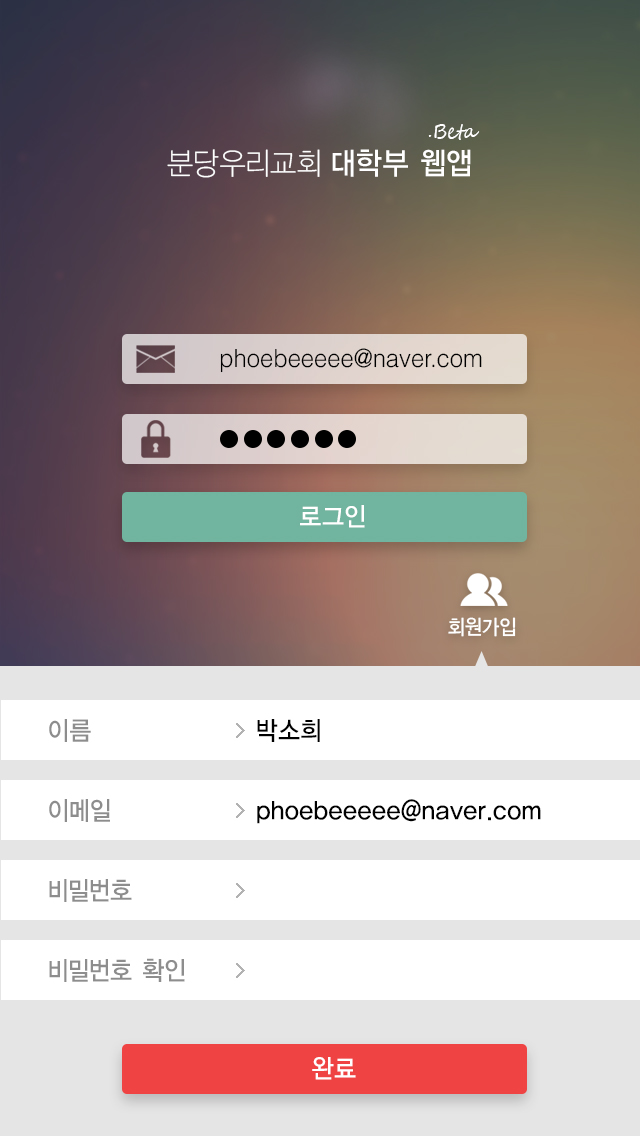 .Beta
분당우리교회 대학부 웹앱
phoebeeeeee@naver.com
●●●●●●
로그인
회원가입
이름 > 박소희
이메일 > phoebeeeeee@naver.com
비밀번호 >
비밀번호 확인 >
완료